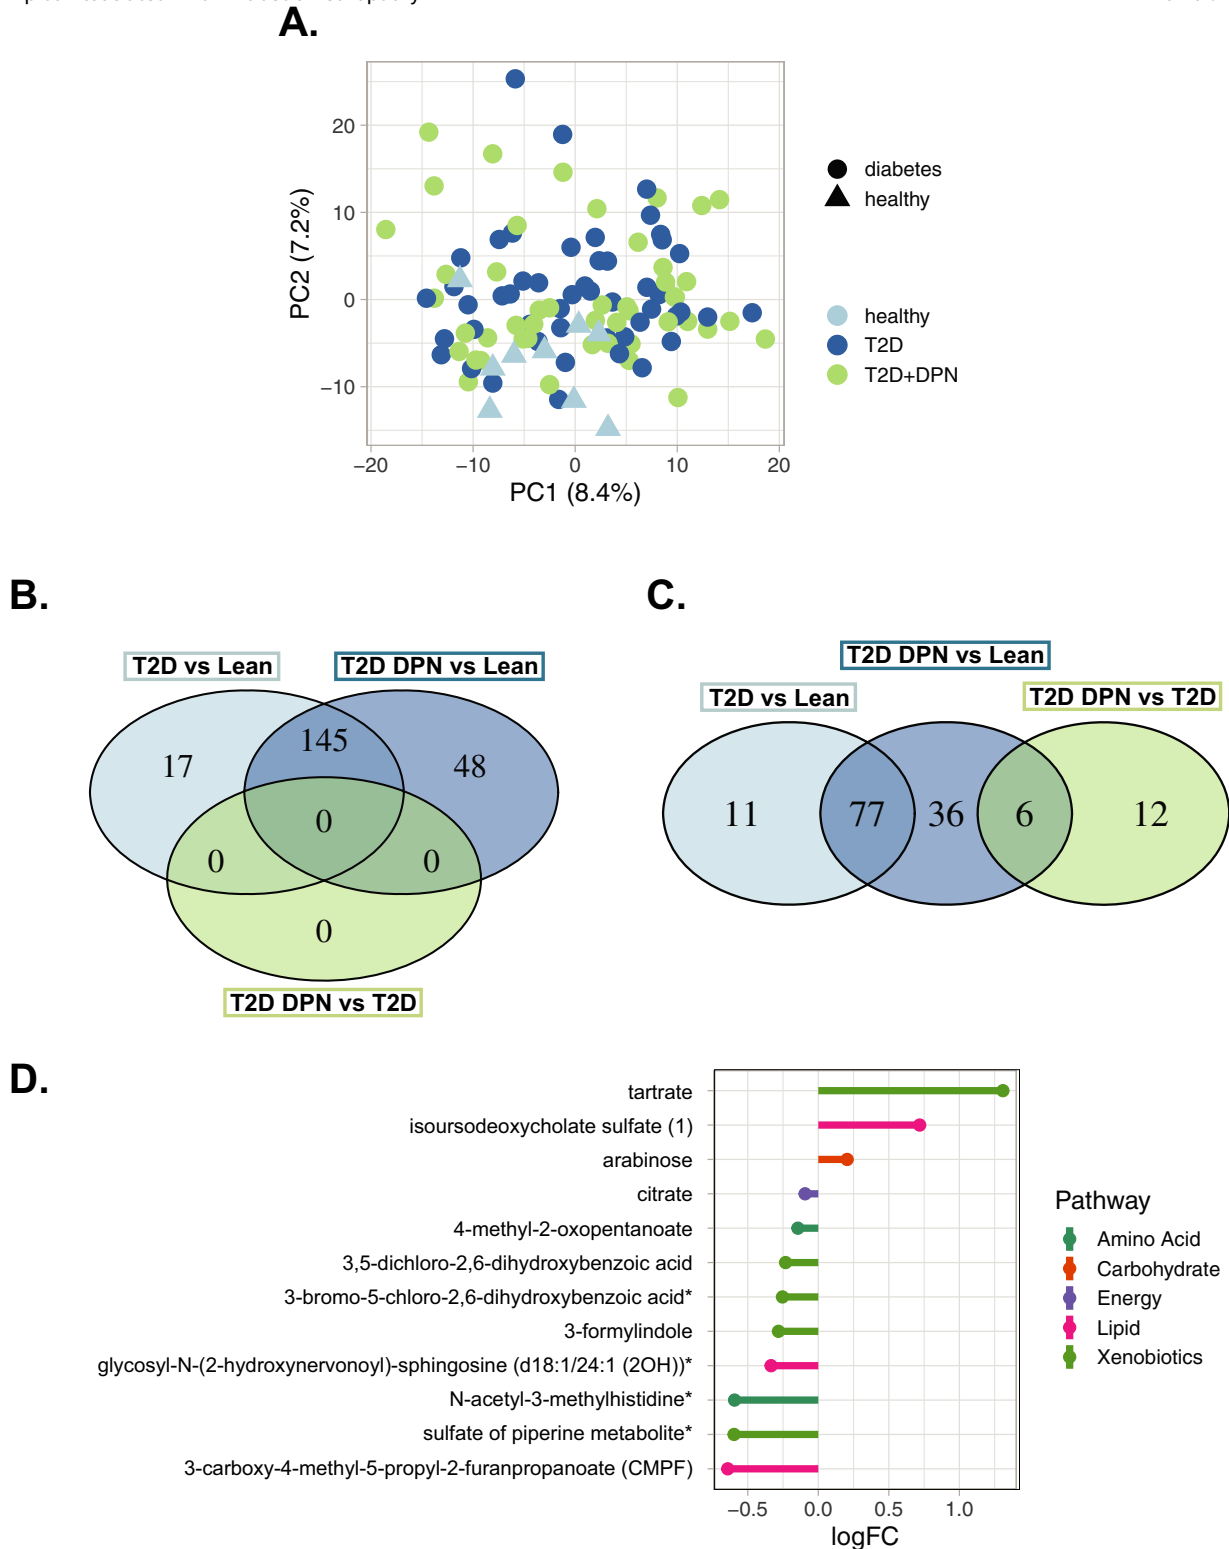 A.
20
10
0
−10
PC2 (7.2%)
−20
−10
0
10
20
PC1 (8.4%)
diabetes
healthy
healthy
T2D
T2D+DPN
B.
T2D vs Lean
T2D DPN vs Lean
17
145
48
0
0
0
0
T2D DPN vs T2D
C.
T2D DPN vs Lean
T2D vs Lean
T2D DPN vs T2D
11
77
36
6
12
D.
tartrate
isoursodeoxycholate sulfate (1)
arabinose
citrate
4-methyl-2-oxopentanoate
3,5-dichloro-2,6-dihydroxybenzoic acid
3-bromo-5-chloro-2,6-dihydroxybenzoic acid*
3-formylindole
glycosyl-N-(2-hydroxynervonoyl)-sphingosine (d18:1/24:1 (2OH))*
N-acetyl-3-methylhistidine*
sulfate of piperine metabolite*
3-carboxy-4-methyl-5-propyl-2-furanpropanoate (CMPF)
−0.5
0.0
0.5
1.0
logFC
Pathway
Amino Acid
Carbohydrate
Energy
Lipid
Xenobiotics